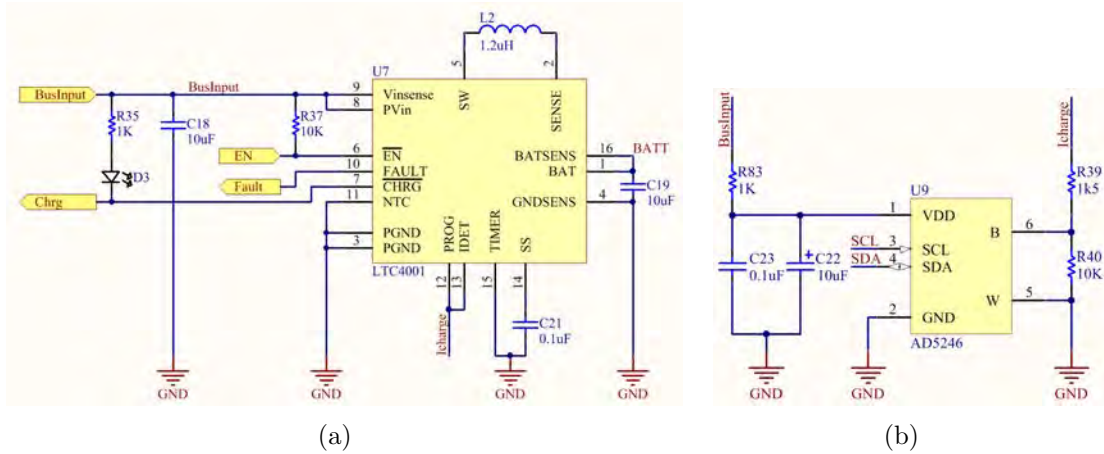 L2
1.2uH
5
2
U7
BusInput
BusInput
9
Vinsense
8
PVin
SW
SENSE
R35
1K
C18
10uF
R37
10K
D3
EN
6
EN
10
FAULT
Fault
7
CHRG
Chrg
11
NTC
PGND
3
PGND
BATSENS
16
BATT
BAT
1
C19
10uF
GNDSENS
4
PROG
IDET
TIMER
SS
LTC4001
12
13
15
14
Icharge
C21
0.1uF
GND
GND
GND
GND
(a)
BusInput
Icharge
R83
1K
R39
1k5
U9
1
VDD
B
6
SCL
3
SCL
SDA
4
SDA
C23
0.1uF
C22
10uF
R40
10K
W
5
2
GND
AD5246
GND
GND
GND
(b)